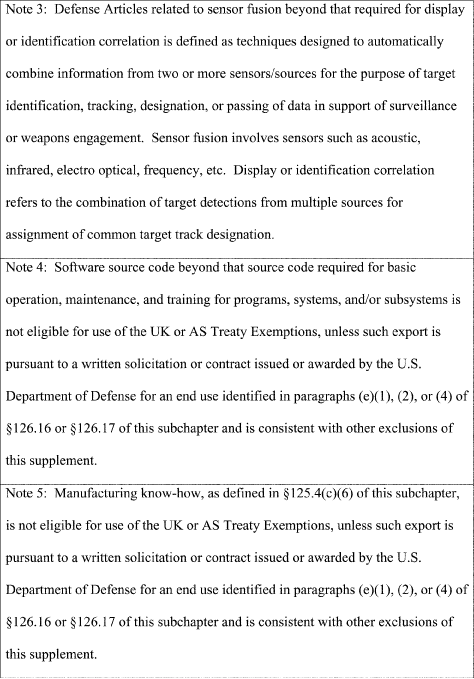 Note 3:  Defense Articles related to sensor fusion beyond that required for display
or identification correlation is defined as techniques designed to automatically
combine information from two or more sensors/sources for the purpose of target
identification, tracking, designation, or passing of data in support of surveillance
or weapons engagement.  Sensor fusion involves sensors such as acoustic,
infrared, electro optical, frequency, etc.  Display or identification correlation
refers to the combination of target detections from multiple sources for
assignment of common target track designation.
Note 4:  Software source code beyond that source code required for basic
operation, maintenance, and training for programs, systems, and/or subsystems is
not eligible for use of the UK or AS Treaty Exemptions, unless such export is
pursuant to a written solicitation or contract issued or awarded by the U.S.
Department of Defense for an end use identified in paragraphs (e)(1), (2), or (4) of
§126.16 or §126.17 of this subchapter and is consistent with other exclusions of
this supplement.
Note 5:  Manufacturing know-how, as defined in §125.4(c)(6) of this subchapter,
is not eligible for use of the UK or AS Treaty Exemptions, unless such export is
pursuant to a written solicitation or contract issued or awarded by the U.S.
Department of Defense for an end use identified in paragraphs (e)(1), (2), or (4) of
§126.16 or §126.17 of this subchapter and is consistent with other exclusions of
this supplement.